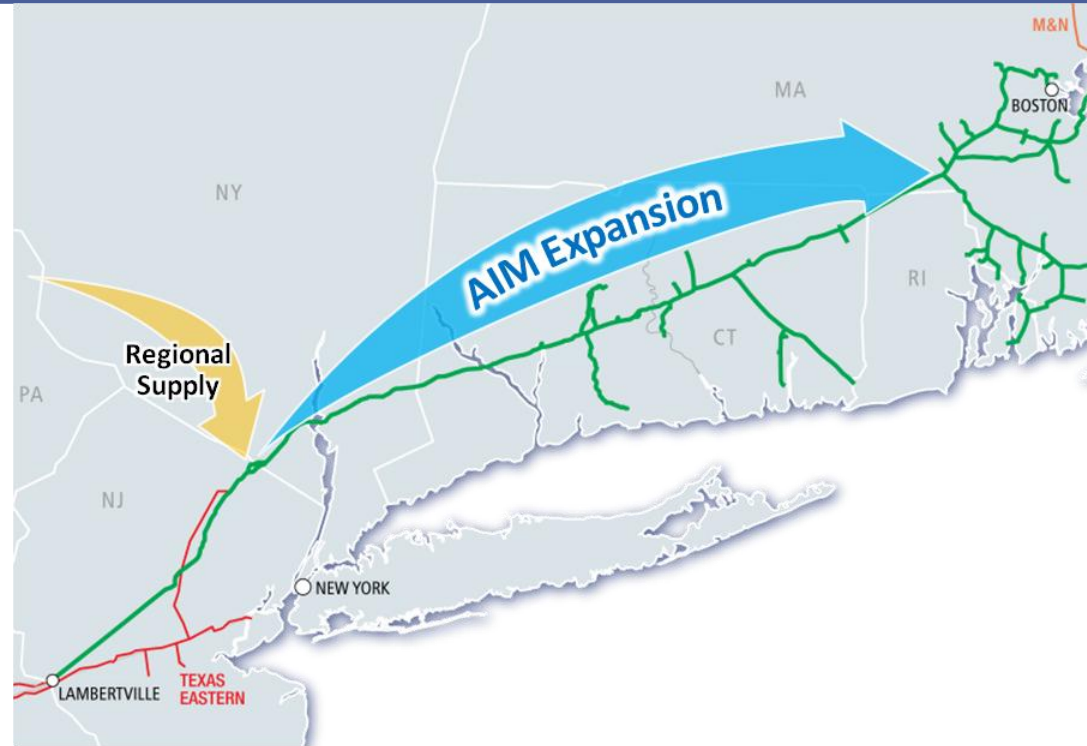 M&N
BOSTON
MA
NY
AIM Expansion
RI
CT
Regional
Supply
PA
NJ
NEW YORK
LAMBERTVILLE
TEXAS
EASTERN